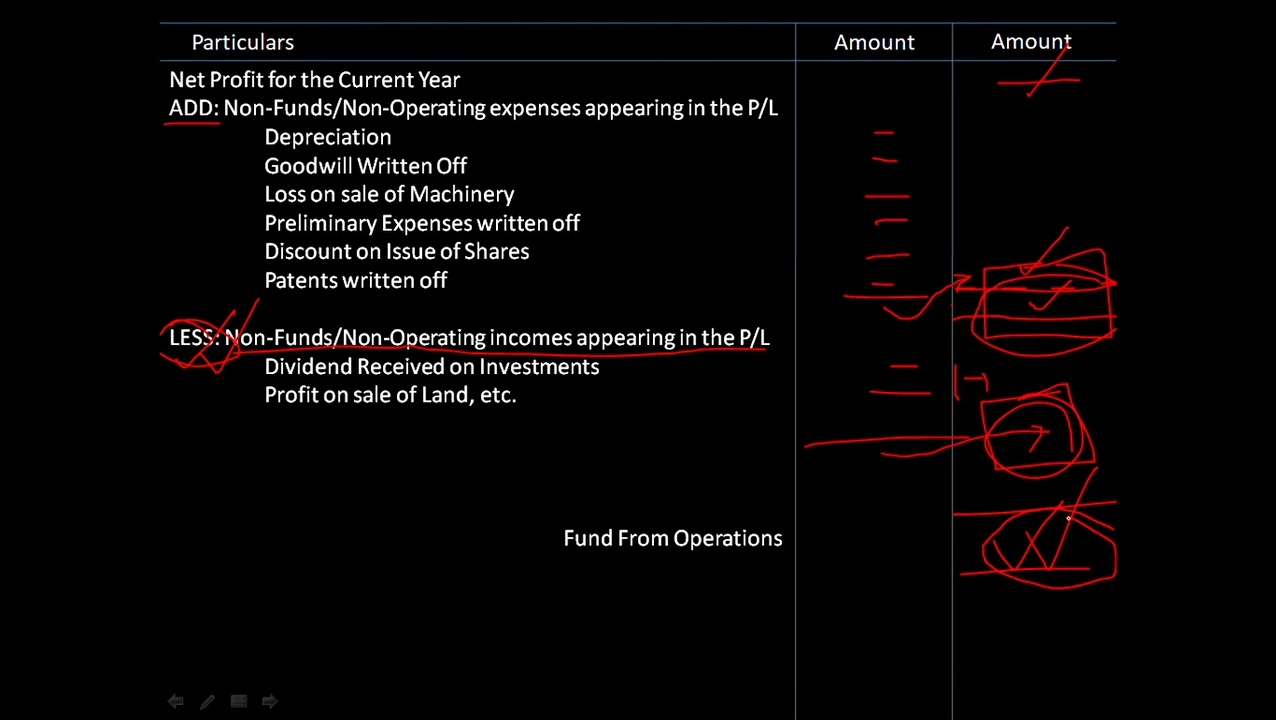 Particulars Amount Amount
Net Profit for the Current Year
ADD: Non-Funds/Non-Operating expenses appearing in the P/L
Depreciation
Goodwill Written Off
Loss on sale of Machinery
Preliminary Expenses written off
Discount on Issue of Shares
Patents written off
LESS: Non-Funds/Non-Operating incomes appearing in the P/L
Dividend Received on Investments
Profit on sale of Land, etc.
Fund From Operations